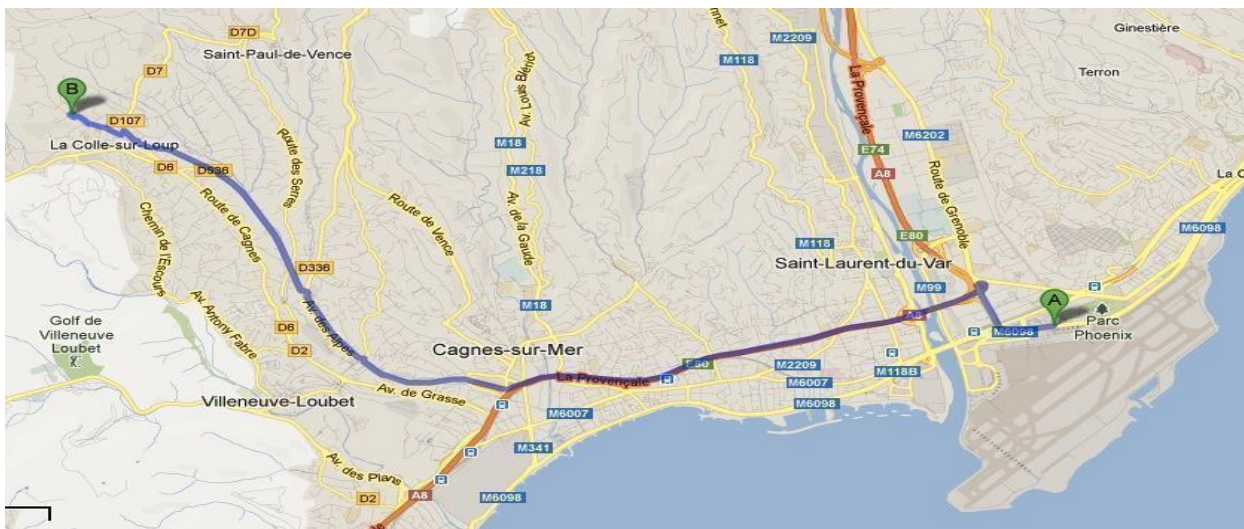 D7D
Saint-Paul-de-Vence
D7
B
D107
La Colle-sur-Loup
D6
D536
Route des Serres
Route de Cagnes
Chemin de l'Escours
D336
Av. des Alpes
Av. Antony Fabre
D6
D2
Golf de
Villeneuve
Loubet
Villeneuve-Loubet
Av. de Grasse
Av. des Plans
D2
A8
Route de Vence
M18
M218
Av. Louis Blériot
Av. de la Gaude
M18
Cagnes-sur-Mer
La Provençale
M6007
M341
M6098
M118
M2209
M2209
La Provençale
M6202
E74
A8
Route de Grenoble
E80
M118
Saint-Laurent-du-Var
M99
A8
E80
M2209
M6007
M118B
M6098
M6098
A
Parc
Phoenix
M6098
Ginestière
Terron